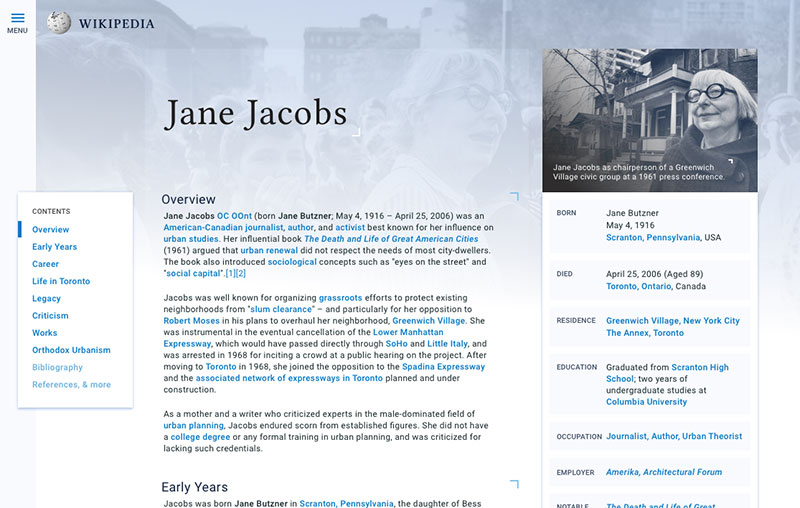 MENU
WIKIPEDIA
Jane Jacobs
Jane Jacobs as chairperson of a Greenwich
Village civic group at a 1961 press conference.
CONTENTS
Overview
Early Years
Career
Life in Toronto
Legacy
Criticism
Works
Orthodox Urbanism
Bibliography
References, & more
Overview
Jane Jacobs OC OOnt (born Jane Butzner; May 4, 1916 – April 25, 2006) was an
American-Canadian journalist, author, and activist best known for her influence on
urban studies. Her influential book The Death and Life of Great American Cities
(1961) argued that urban renewal did not respect the needs of most city-dwellers.
The book also introduced sociological concepts such as "eyes on the street" and
"social capital".[1][2]
Jacobs was well known for organizing grassroots efforts to protect existing
neighborhoods from "slum clearance" – and particularly for her opposition to
Robert Moses in his plans to overhaul her neighborhood, Greenwich Village. She
was instrumental in the eventual cancellation of the Lower Manhattan
Expressway, which would have passed directly through SoHo and Little Italy, and
was arrested in 1968 for inciting a crowd at a public hearing on the project. After
moving to Toronto in 1968, she joined the opposition to the Spadina Expressway
and the associated network of expressways in Toronto planned and under
construction.
As a mother and a writer who criticized experts in the male-dominated field of
urban planning, Jacobs endured scorn from established figures. She did not have
a college degree or any formal training in urban planning, and was criticized for
lacking such credentials.
Early Years
Jacobs was born Jane Butzner in Scranton, Pennsylvania, the daughter of Bess
BORN
Jane Butzner
May 4, 1916
Scranton, Pennsylvania, USA
DIED
April 25, 2006 (Aged 89)
Toronto, Ontario, Canada
RESIDENCE
Greenwich Village, New York City
The Annex, Toronto
EDUCATION
Graduated from Scranton High
School; two years of
undergraduate studies at
Columbia University
OCCUPATION
Journalist, Author, Urban Theorist
EMPLOYER
Amerika, Architectural Forum
NOTABLE
The Death and Life of Great